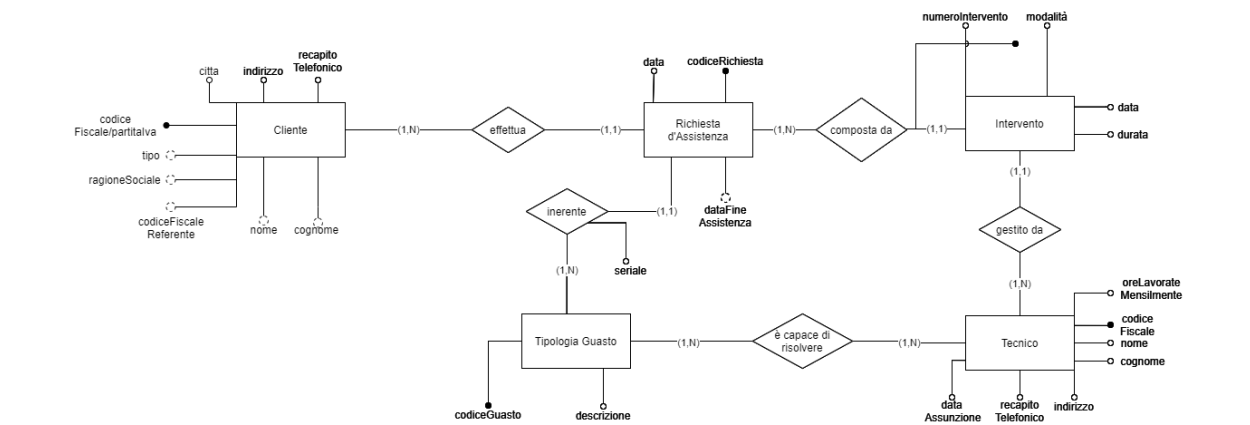 numeroIntervento
modalità
recapito
Telefonico
citta
indirizzo
data
codiceRichiesta
codice
Fiscale/partitaIva
Cliente
(1,N)
effettua
(1,1)
Richiesta
d'Assistenza
(1,N)
composta da
(1,1)
Intervento
data
durata
tipo
ragioneSociale
codiceFiscale
Referente
nome
cognome
(1,1)
inerente
(1,1)
dataFine
Assistenza
gestito da
(1,N)
seriale
(1,N)
oreLavorate
Mensilmente
Tipologia Guasto
(1,N)
è capace di
risolvere
(1,N)
Tecnico
codice
Fiscale
nome
cognome
codiceGuasto
descrizione
data
Assunzione
recapito
Telefonico
indirizzo